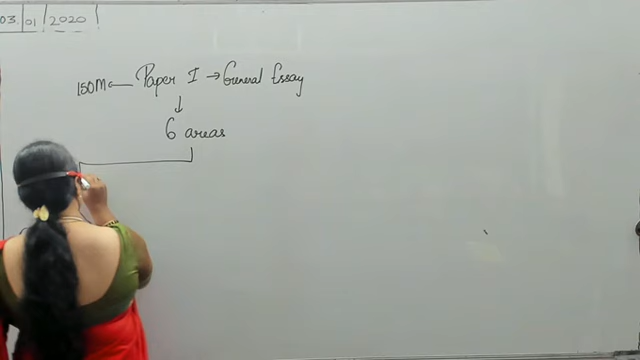 03 01 2020
150M ← Paper I → General Essay
↓
6 areas